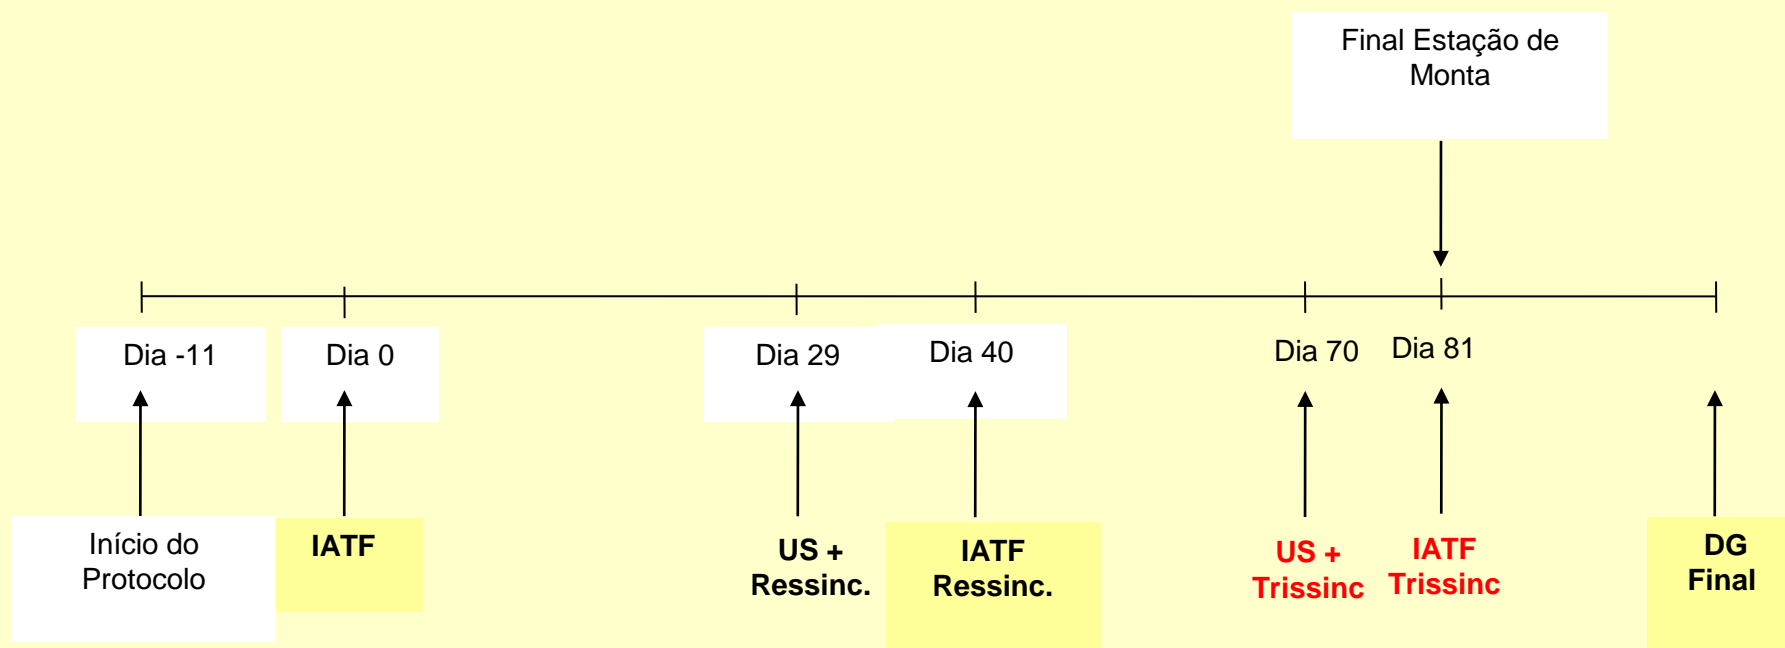 Final Estação de
Monta
Dia -11
Dia 0
Dia 29
Dia 40
Dia 70
Dia 81
Início do
Protocolo
IATF
US +
Ressinc.
IATF
Ressinc.
US +
Trissinc
IATF
Trissinc
DG
Final